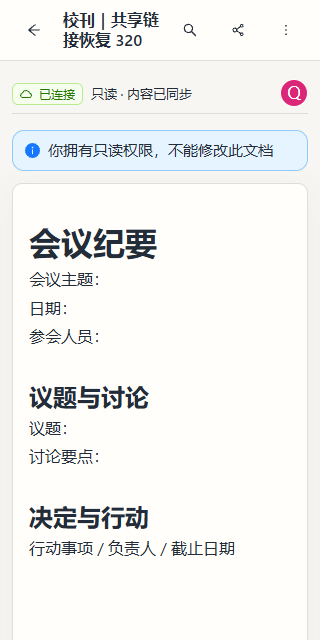 校刊｜共享链
接恢复 320
已连接 只读 · 内容已同步 Q
你拥有只读权限，不能修改此文档
会议纪要
会议主题：
日期：
参会人员：
议题与讨论
议题：
讨论要点：
决定与行动
行动事项 / 负责人 / 截止日期